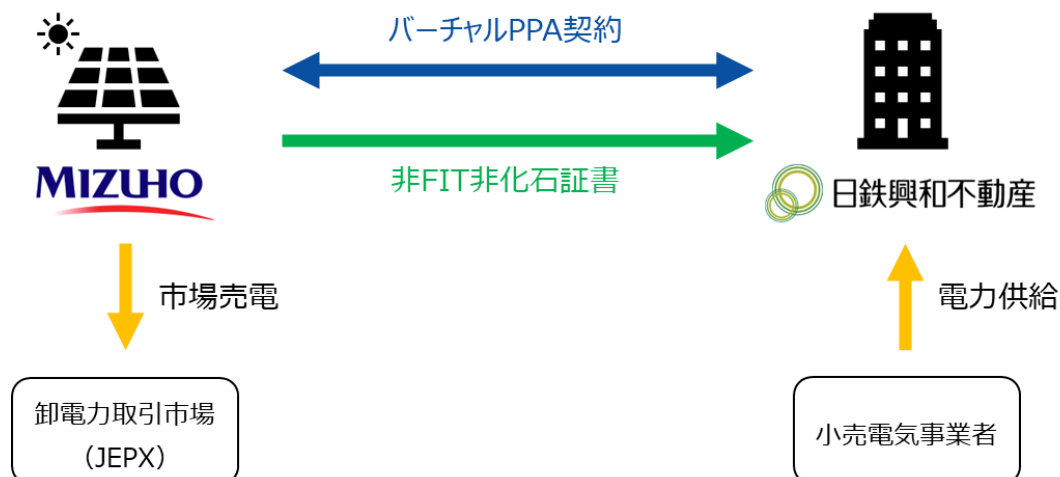 バーチャルPPA契約
非FIT非化石証書
MIZUHO
日鉄興和不動産
市場売電
電力供給
卸電力取引市場
（JEPX）
小売電気事業者